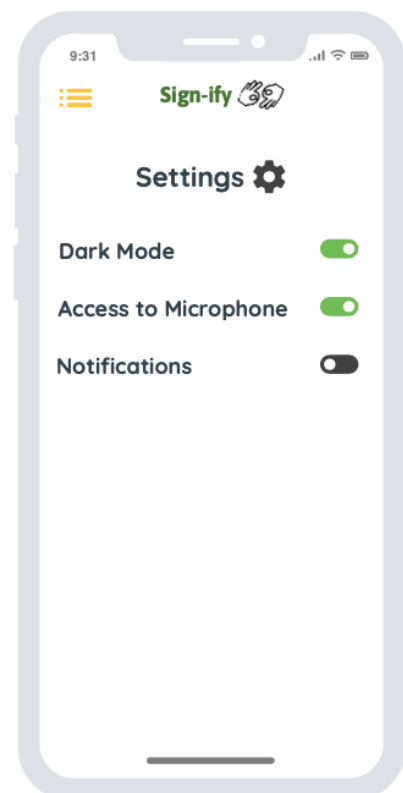 9:31
Sign-ify
Settings
Dark Mode
Access to Microphone
Notifications